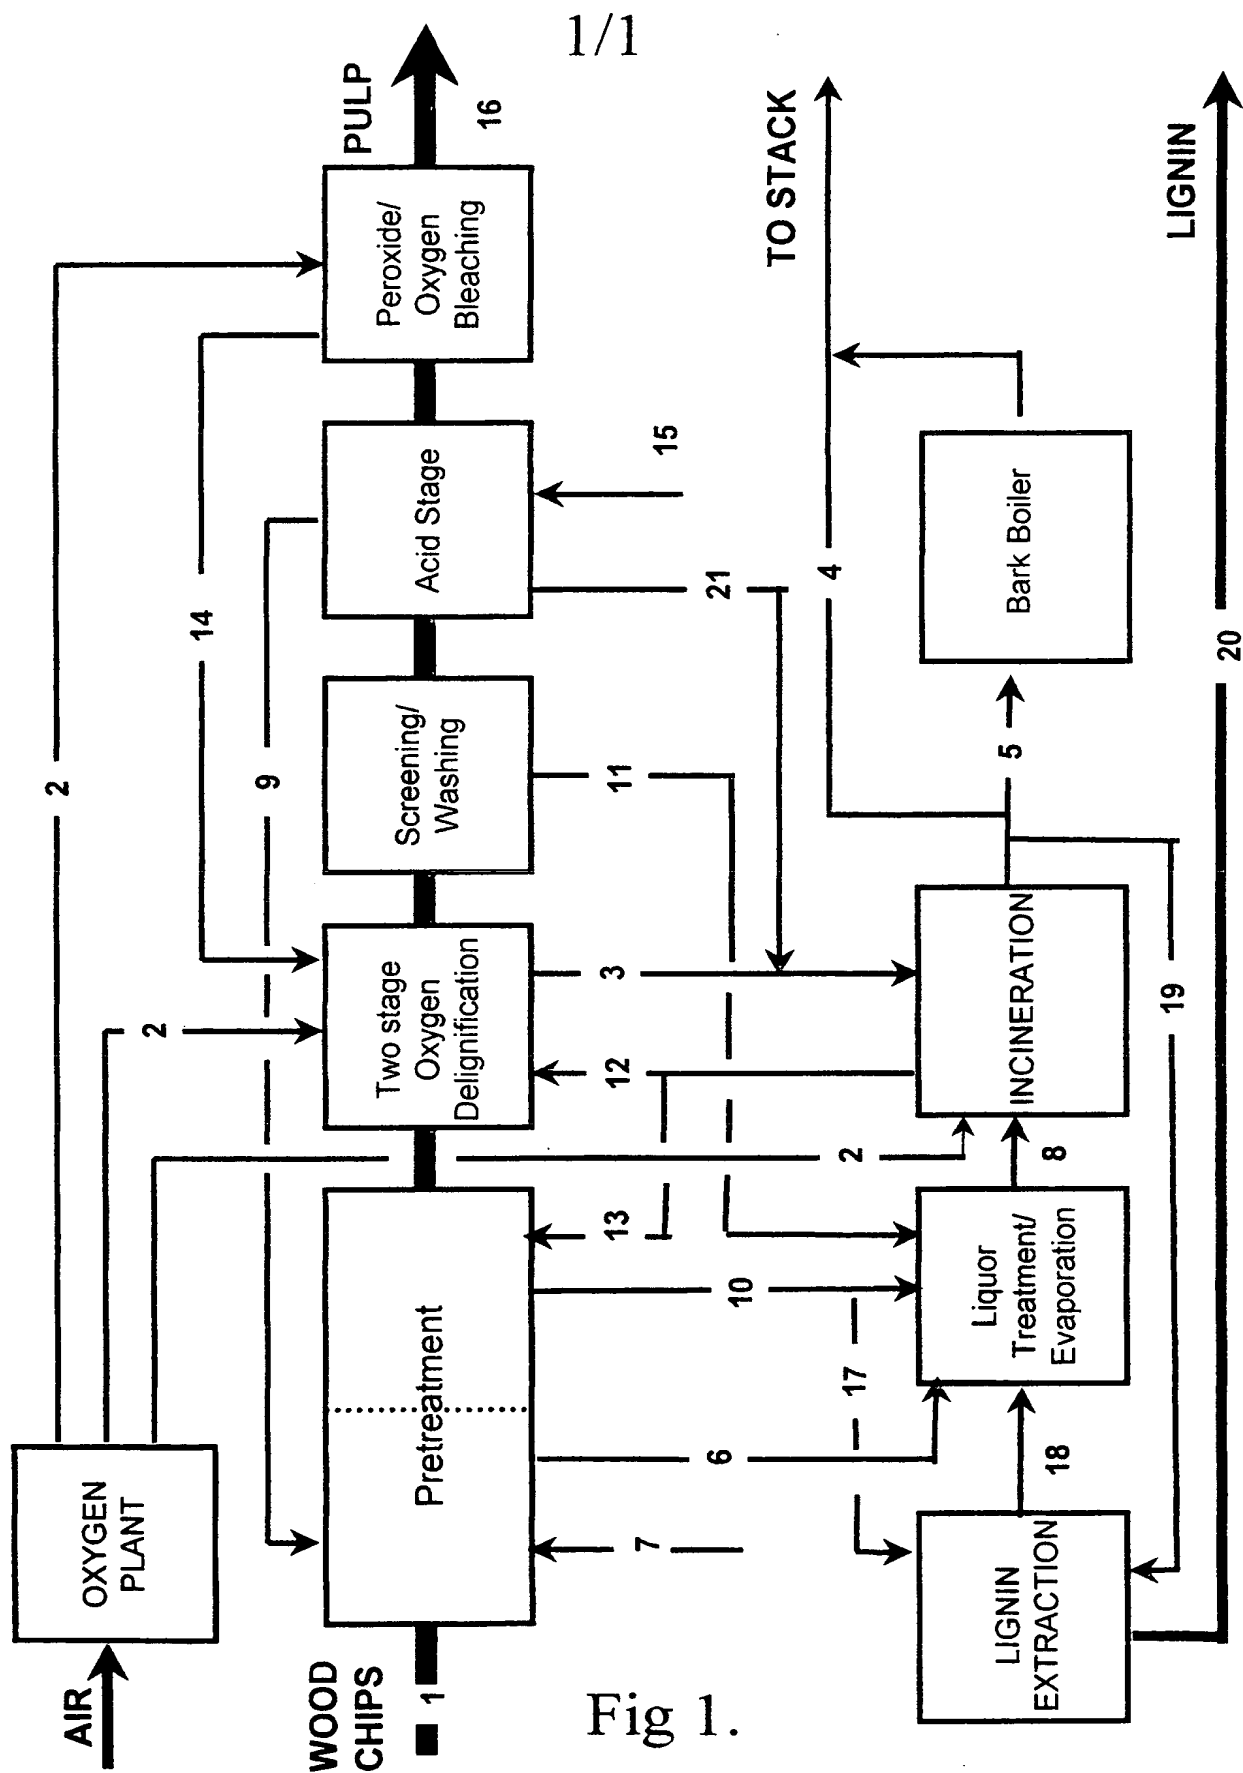 1/1
AIR
OXYGEN
PLANT
2
2
2
14
9
WOOD
CHIPS
1
Pretreatment
Two stage
Oxygen
Delignification
Screening/
Washing
Acid Stage
Peroxide/
Oxygen
Bleaching
PULP
16
7
6
10
13
12
3
11
21
15
17
4
TO STACK
LIGNIN
EXTRACTION
18
Liquor
Treatment/
Evaporation
8
INCINERATION
5
Bark Boiler
19
20
LIGNIN
Fig 1.